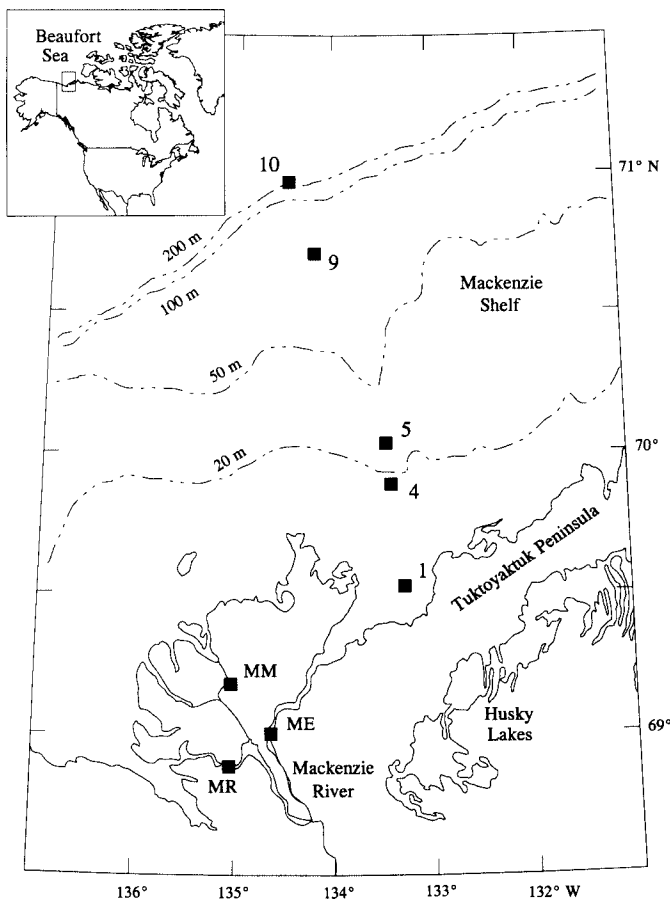 Beaufort
Sea
10
71° N
200 m
9
100 m
Mackenzie
Shelf
50 m
5
70°
20 m
4
1
Tuktoyaktuk Peninsula
MM
ME
Husky
Lakes
69°
MR
Mackenzie
River
136°
135°
134°
133°
132° W